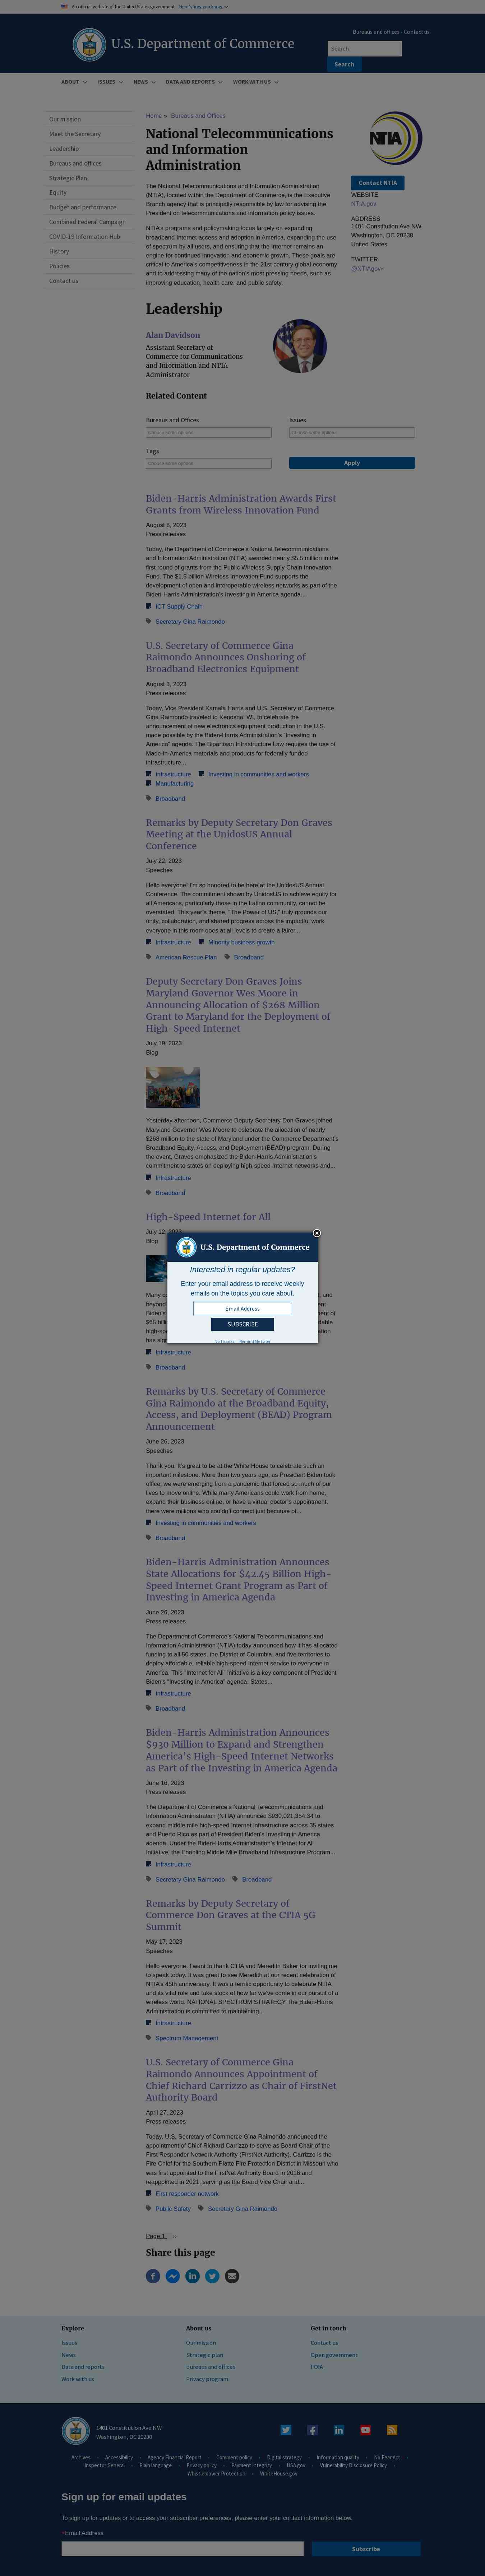 An official website of the United States government Here's how you know
U.S. Department of Commerce
Bureaus and offices
Contact us
Search
Search
ABOUT
ISSUES
NEWS
DATA AND REPORTS
WORK WITH US
Our mission
Meet the Secretary
Leadership
Bureaus and offices
Strategic Plan
Equity
Budget and performance
Combined Federal Campaign
COVID-19 Information Hub
History
Policies
Contact us
Home
Bureaus and Offices
National Telecommunications
and Information
Administration
The National Telecommunications and Information Administration
(NTIA), located within the Department of Commerce, is the Executive
Branch agency that is principally responsible by law for advising the
President on telecommunications and information policy issues.
NTIA's programs and policymaking focus largely on expanding
broadband Internet access and adoption in America, expanding the
use of spectrum by all users, and ensuring that the Internet remains an
engine for continued innovation and economic growth. These goals are
critical to America's competitiveness in the 21st century global economy
and to addressing many of the nation's most pressing needs, such as
improving education, health care, and public safety.
NTIA
Contact NTIA
WEBSITE
NTIA.gov
ADDRESS
1401 Constitution Ave NW
Washington, DC 20230
United States
TWITTER
@NTIAgov
Leadership
Alan Davidson
Assistant Secretary of
Commerce for Communications
and Information and NTIA
Administrator
Related Content
Bureaus and Offices
Issues
Choose some options
Choose some options
Tags
Choose some options
Apply
Biden-Harris Administration Awards First
Grants from Wireless Innovation Fund
August 8, 2023
Press releases
Today, the Department of Commerce's National Telecommunications
and Information Administration (NTIA) awarded nearly $5.5 million in the
first round of grants from the Public Wireless Supply Chain Innovation
Fund. The $1.5 billion Wireless Innovation Fund supports the
development of open and interoperable wireless networks as part of the
Biden-Harris Administration's Investing in America agenda...
ICT Supply Chain
Secretary Gina Raimondo
U.S. Secretary of Commerce Gina
Raimondo Announces Onshoring of
Broadband Electronics Equipment
August 3, 2023
Press releases
Today, Vice President Kamala Harris and U.S. Secretary of Commerce
Gina Raimondo traveled to Kenosha, WI, to celebrate the
announcement of new electronics equipment production in the U.S.
made possible by the Biden-Harris Administration's "Investing in
America" agenda. The Bipartisan Infrastructure Law requires the use of
Made-in-America materials and products for federally funded
infrastructure...
Infrastructure
Investing in communities and workers
Manufacturing
Broadband
Remarks by Deputy Secretary Don Graves
Meeting at the UnidosUS Annual
Conference
July 22, 2023
Speeches
Hello everyone! I'm so honored to be here at the UnidosUS Annual
Conference. The commitment shown by UnidosUS to achieve equity for
all Americans, particularly those in the Latino community, cannot be
overstated. This year's theme, "The Power of US," truly grounds our
unity, collaboration, and shared progress across the impactful work
everyone in this room does at all levels to create a fairer...
Infrastructure
Minority business growth
American Rescue Plan
Broadband
Deputy Secretary Don Graves Joins
Maryland Governor Wes Moore in
Announcing Allocation of $268 Million
Grant to Maryland for the Deployment of
High-Speed Internet
July 19, 2023
Blog
Yesterday afternoon, Commerce Deputy Secretary Don Graves joined
Maryland Governor Wes Moore to celebrate the allocation of nearly
$268 million to the state of Maryland under the Commerce Department's
Broadband Equity, Access, and Deployment (BEAD) program. During
the event, Graves emphasized the Biden-Harris Administration's
commitment to states on deploying high-speed Internet networks and...
Infrastructure
Broadband
High-Speed Internet for All
July 12, 2023
Blog
U.S. Department of Commerce
Interested in regular updates?
Enter your email address to receive weekly
emails on the topics you care about.
Email Address
SUBSCRIBE
No Thanks
Remind Me Later
Infrastructure
Broadband
Remarks by U.S. Secretary of Commerce
Gina Raimondo at the Broadband Equity,
Access, and Deployment (BEAD) Program
Announcement
June 26, 2023
Speeches
Thank you. It's great to be at the White House to celebrate such an
important milestone. More than two years ago, as President Biden took
office, we were emerging from a pandemic that forced so much of our
lives to move online. While many Americans could work from home,
expand their business online, or have a virtual doctor's appointment,
there were millions who couldn't connect just because of...
Investing in communities and workers
Broadband
Biden-Harris Administration Announces
State Allocations for $42.45 Billion High-
Speed Internet Grant Program as Part of
Investing in America Agenda
June 26, 2023
Press releases
The Department of Commerce's National Telecommunications and
Information Administration (NTIA) today announced how it has allocated
funding to all 50 states, the District of Columbia, and five territories to
deploy affordable, reliable high-speed Internet service to everyone in
America. "Internet for All" initiative is a key component of President
Biden's "Investing in America" agenda. States...
Infrastructure
Broadband
Biden-Harris Administration Announces
$930 Million to Expand and Strengthen
America's High-Speed Internet Networks
as Part of the Investing in America Agenda
June 16, 2023
Press releases
The Department of Commerce's National Telecommunications and
Information Administration (NTIA) announced $930,021,354.34 to
expand middle mile high-speed Internet infrastructure across 35 states
and Puerto Rico as part of President Biden's Investing in America
agenda. Under the Biden-Harris Administration's Internet for All
Initiative, the Enabling Middle Mile Broadband Infrastructure Program...
Infrastructure
Secretary Gina Raimondo
Broadband
Remarks by Deputy Secretary of
Commerce Don Graves at the CTIA 5G
Summit
May 17, 2023
Speeches
Hello everyone. I want to thank CTIA and Meredith Baker for inviting me
to speak. It was great to see Meredith at our recent celebration of
NTIA's 45th anniversary. It was a terrific opportunity to celebrate NTIA's
vital role and take stock of how far we've come in our pursuit of a
wireless world. NATIONAL SPECTRUM STRATEGY The Biden-Harris
Administration is committed to maintaining...
Infrastructure
Spectrum Management
U.S. Secretary of Commerce Gina
Raimondo Announces Appointment of
Chief Richard Carrizzo as Chair of FirstNet
Authority Board
April 27, 2023
Press releases
Today, U.S. Secretary of Commerce Gina Raimondo announced the
appointment of Chief Richard Carrizzo to serve as Board Chair of the
First Responder Network Authority (FirstNet Authority). Carrizzo is the
Fire Chief for the Southern Platte Fire Protection District in Missouri who
was first appointed to the FirstNet Authority Board in 2018 and
reappointed in 2021, serving as the Board Vice Chair and...
First responder network
Public Safety
Secretary Gina Raimondo
Page 1
Share this page
Explore
About us
Get in touch
Issues
Our mission
Contact us
News
Strategic plan
Open government
Data and reports
Bureaus and offices
FOIA
Work with us
Privacy program
1401 Constitution Ave NW
Washington, DC 20230
Archives
Accessibility
Agency Financial Report
Comment policy
Digital strategy
Information quality
No Fear Act
Inspector General
Plain language
Privacy policy
Payment Integrity
USA.gov
Vulnerability Disclosure Policy
Whistleblower Protection
WhiteHouse.gov
Sign up for email updates
To sign up for updates or to access your subscriber preferences, please enter your contact information below.
*Email Address
Subscribe